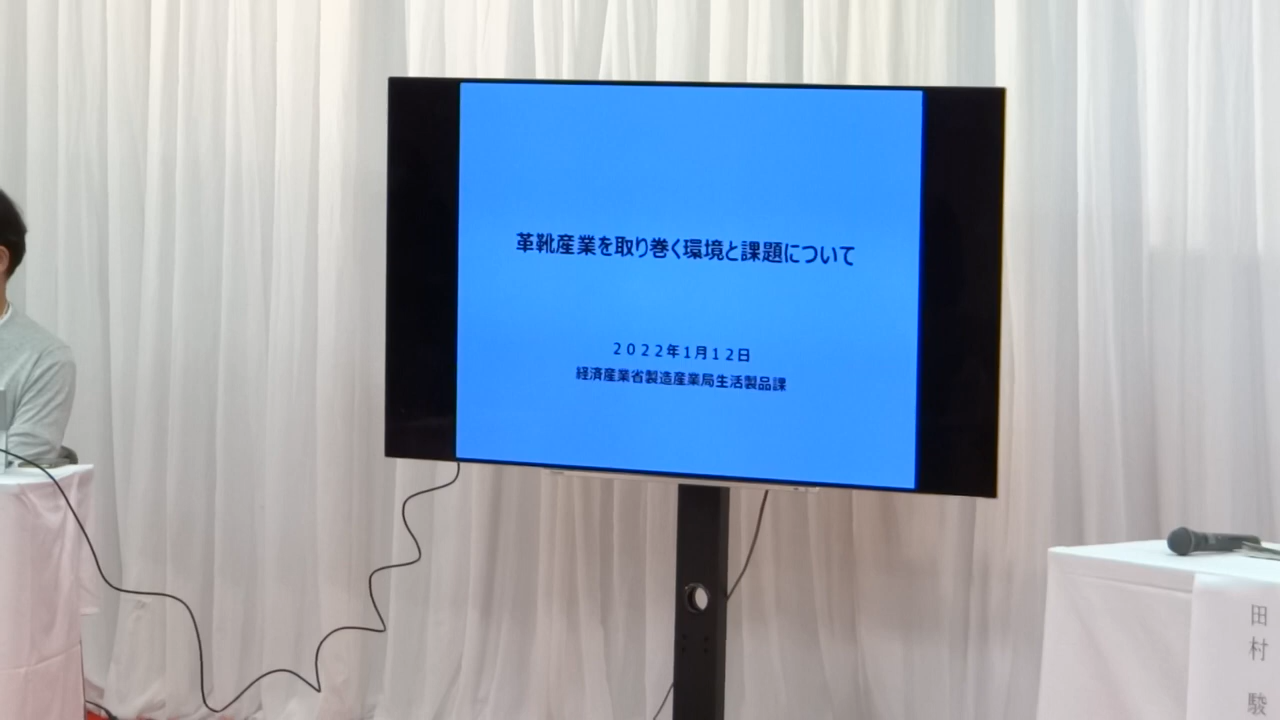 革靴産業を取り巻く環境と課題について
２０２２年１月１２日
経済産業省製造産業局生活製品課
田村 駿